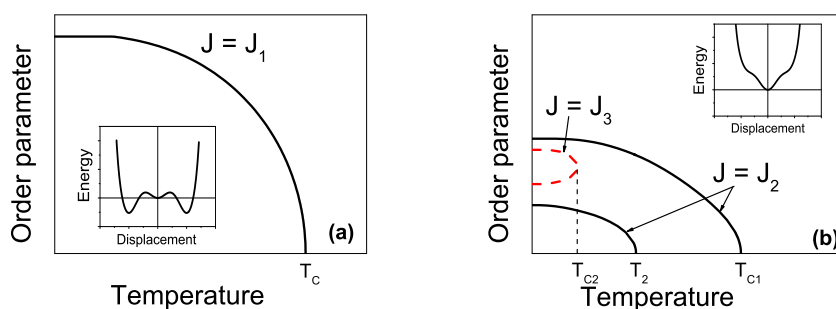 Order parameter
J = J1
Energy
Displacement
(a)
TC
Temperature
Order parameter
Energy
Displacement
J = J3
J = J2
(b)
TC2
T2
TC1
Temperature